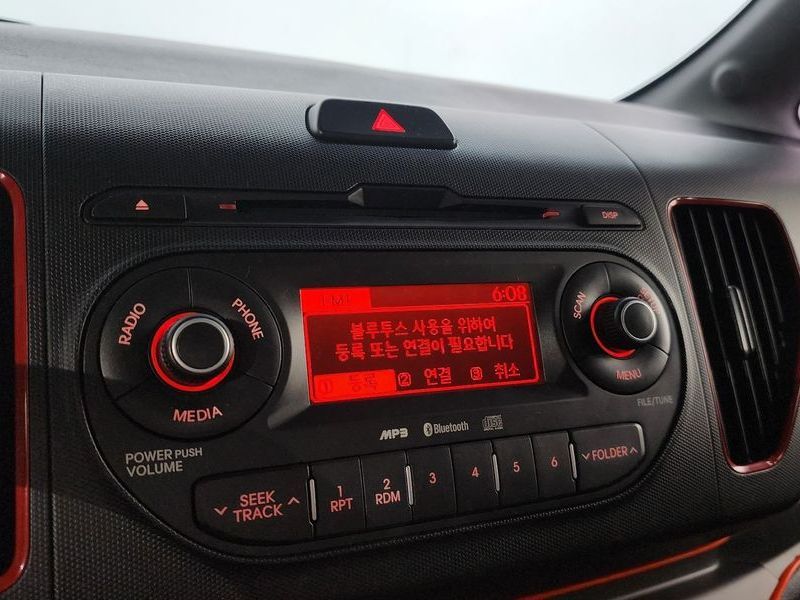 DISP
FM1 6:08
블루투스 사용을 위하여
등록 또는 연결이 필요합니다
① 등록 ② 연결 ③ 취소
RADIO
PHONE
MEDIA
POWER PUSH
VOLUME
SCAN
SETUP
MENU
FILE/TUNE
MP3
Bluetooth
SEEK
TRACK
1
RPT
2
RDM
3
4
5
6
FOLDER